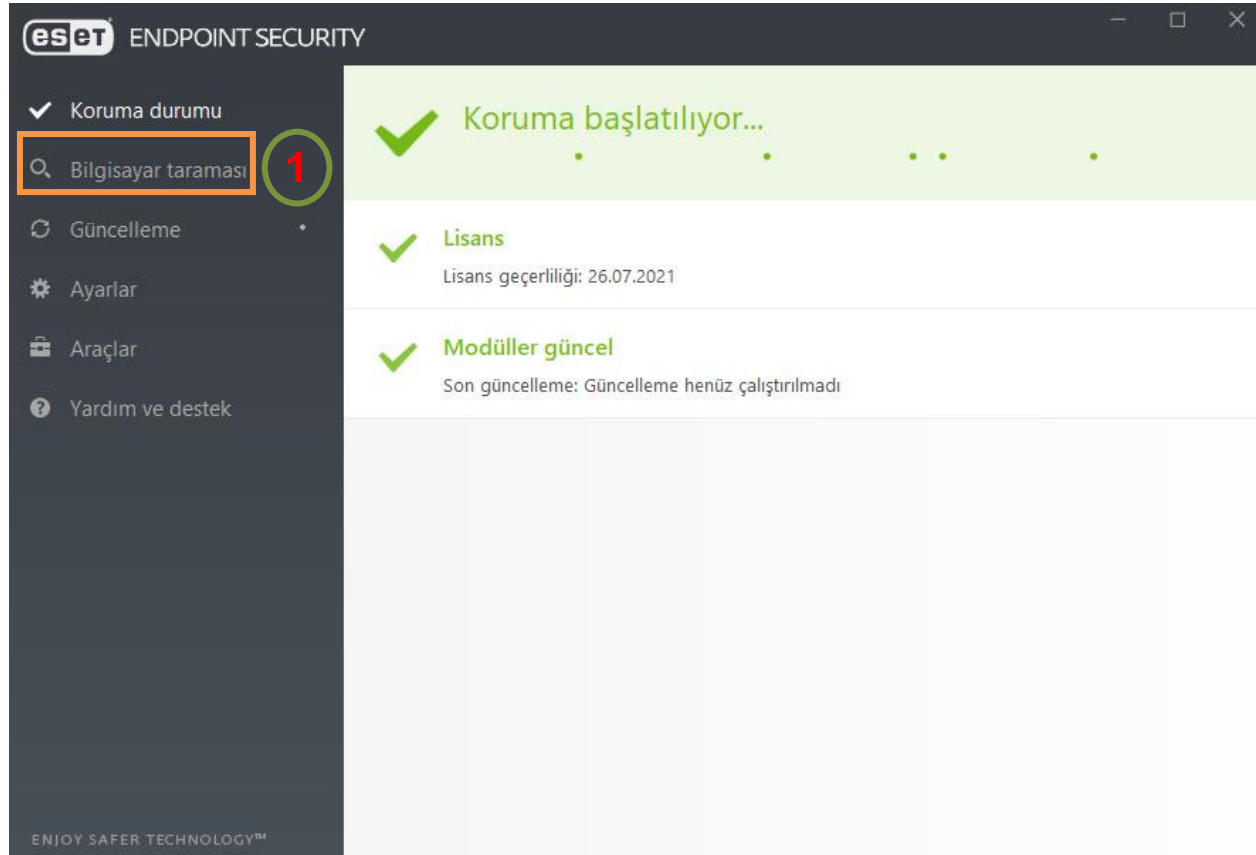 eset ENDPOINT SECURITY
Koruma durumu
Bilgisayar taraması
1
Güncelleme
Ayarlar
Araçlar
Yardım ve destek
ENJOY SAFER TECHNOLOGY™
Koruma başlatılıyor...
Lisans
Lisans geçerliliği: 26.07.2021
Modüller güncel
Son güncelleme: Güncelleme henüz çalıştırılmadı